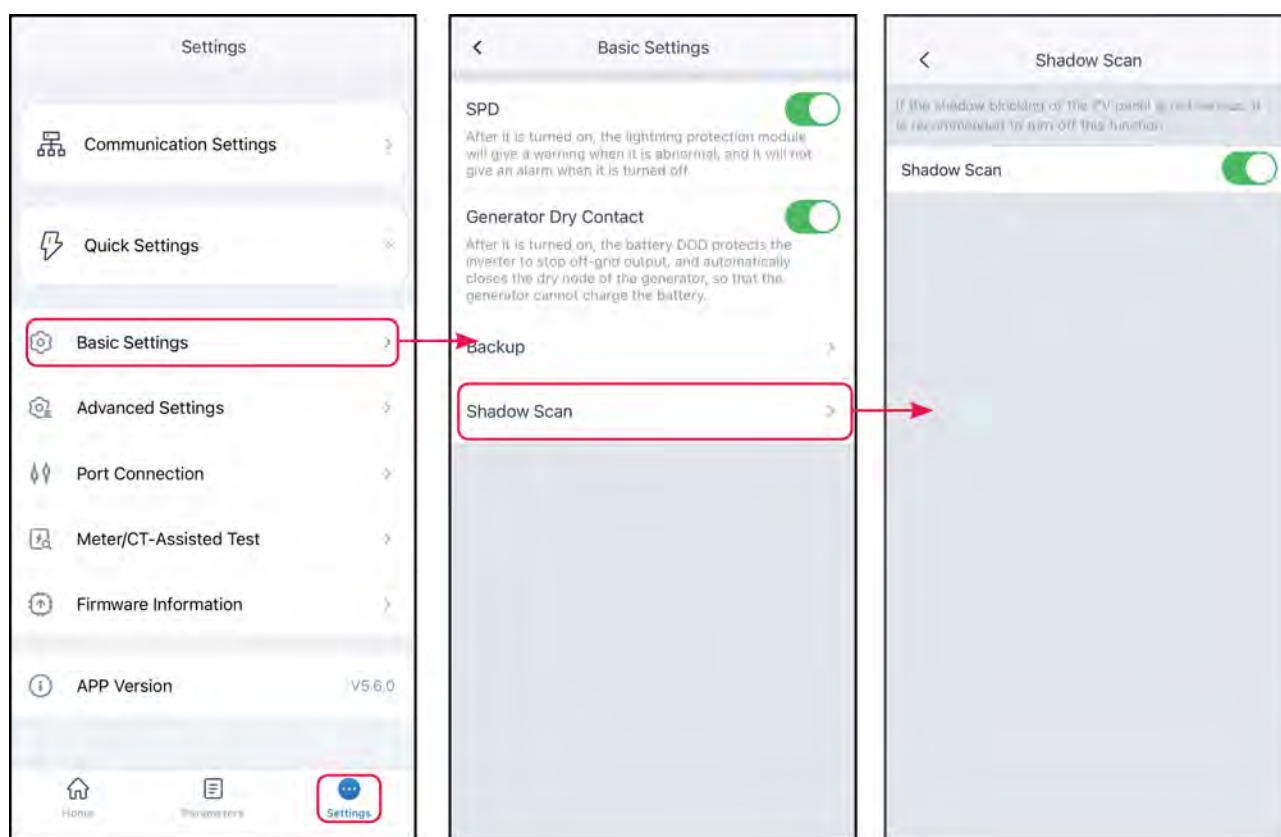 Settings
Communication Settings
Quick Settings
Basic Settings
Advanced Settings
Port Connection
Meter/CT-Assisted Test
Firmware Information
APP Version V5.6.0
Home Parameters Settings
Basic Settings
SPD
After it is turned on, the lightning protection module
will give a warning when it is abnormal, and it will not
give an alarm when it is turned off
Generator Dry Contact
After it is turned on, the battery DOD protects the
inverter to stop off-grid output, and automatically
closes the dry node of the generator, so that the
generator cannot charge the battery.
Backup
Shadow Scan
Shadow Scan
If the shadow blocking of the PV panel is not serious, it
is recommended to turn off this function
Shadow Scan